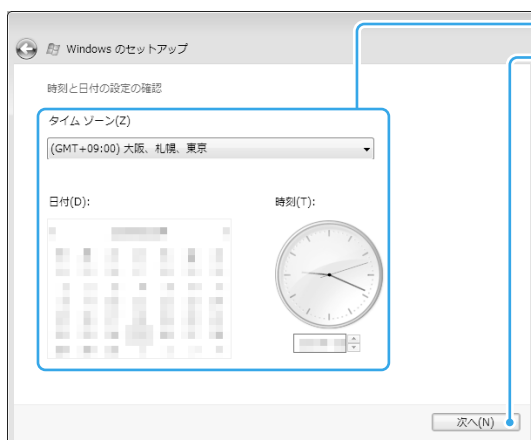 Windows のセットアップ
時刻と日付の設定の確認
タイム ゾーン(Z)
(GMT+09:00) 大阪、札幌、東京
日付(D):
時刻(T):
次へ(N)